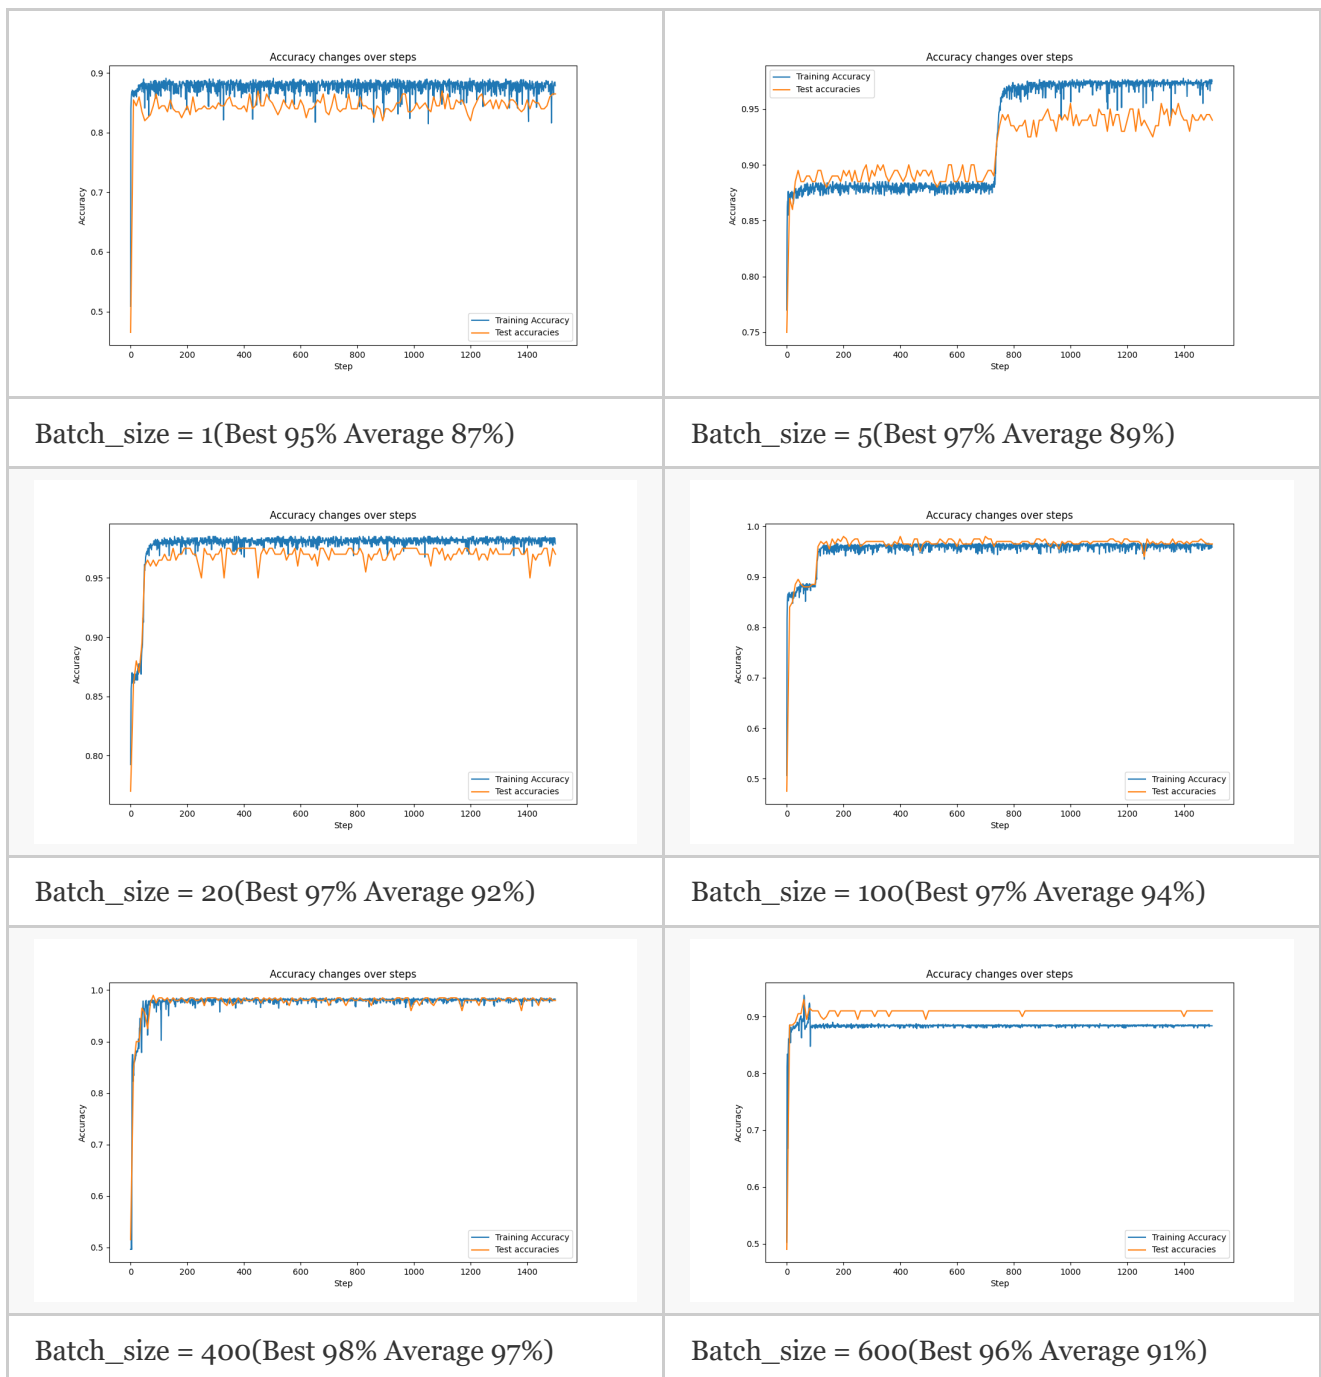 Accuracy changes over steps
Accuracy
0.9
0.8
0.7
0.6
0.5
Training Accuracy
Test accuracies
0 200 400 600 800 1000 1200 1400
Step
Accuracy changes over steps
Training Accuracy
Test accuracies
Accuracy
0.95
0.90
0.85
0.80
0.75
0 200 400 600 800 1000 1200 1400
Step
Batch_size = 1(Best 95% Average 87%)
Batch_size = 5(Best 97% Average 89%)
Accuracy changes over steps
Accuracy
0.95
0.90
0.85
0.80
Training Accuracy
Test accuracies
0 200 400 600 800 1000 1200 1400
Step
Accuracy changes over steps
Accuracy
1.0
0.9
0.8
0.7
0.6
0.5
Training Accuracy
Test accuracies
0 200 400 600 800 1000 1200 1400
Step
Batch_size = 20(Best 97% Average 92%)
Batch_size = 100(Best 97% Average 94%)
Accuracy changes over steps
Accuracy
1.0
0.9
0.8
0.7
0.6
0.5
Training Accuracy
Test accuracies
0 200 400 600 800 1000 1200 1400
Step
Accuracy changes over steps
Accuracy
0.9
0.8
0.7
0.6
0.5
Training Accuracy
Test accuracies
0 200 400 600 800 1000 1200 1400
Step
Batch_size = 400(Best 98% Average 97%)
Batch_size = 600(Best 96% Average 91%)